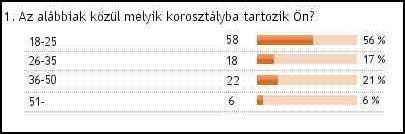 1. Az alábbiak közül melyik korosztályba tartozik Ön?
18-25 58 56 %
26-35 18 17 %
36-50 22 21 %
51- 6 6 %